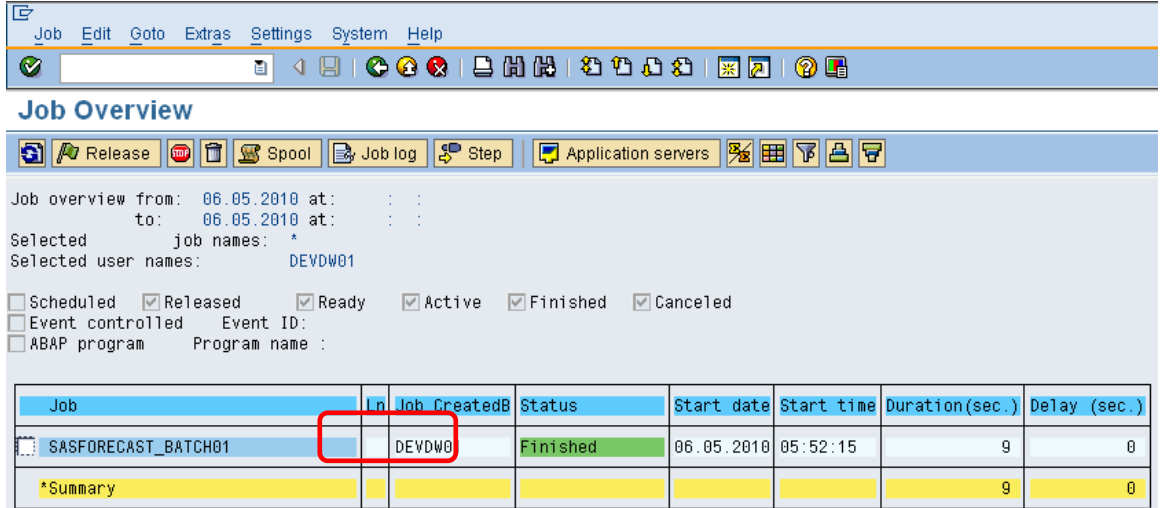 Job Edit Goto Extras Settings System Help
Job Overview
Release STOP Spool Job log Step Application servers
Job overview from: 06.05.2010 at: : :
to: 06.05.2010 at: : :
Selected job names: *
Selected user names: DEVDW01
Scheduled Released Ready Active Finished Canceled
Event controlled Event ID:
ABAP program Program name :
Job Ln Job CreatedB Status Start date Start time Duration(sec.) Delay (sec.)
SASFORECAST_BATCH01 DEVDW01 Finished 06.05.2010 05:52:15 9 0
*Summary 9 0